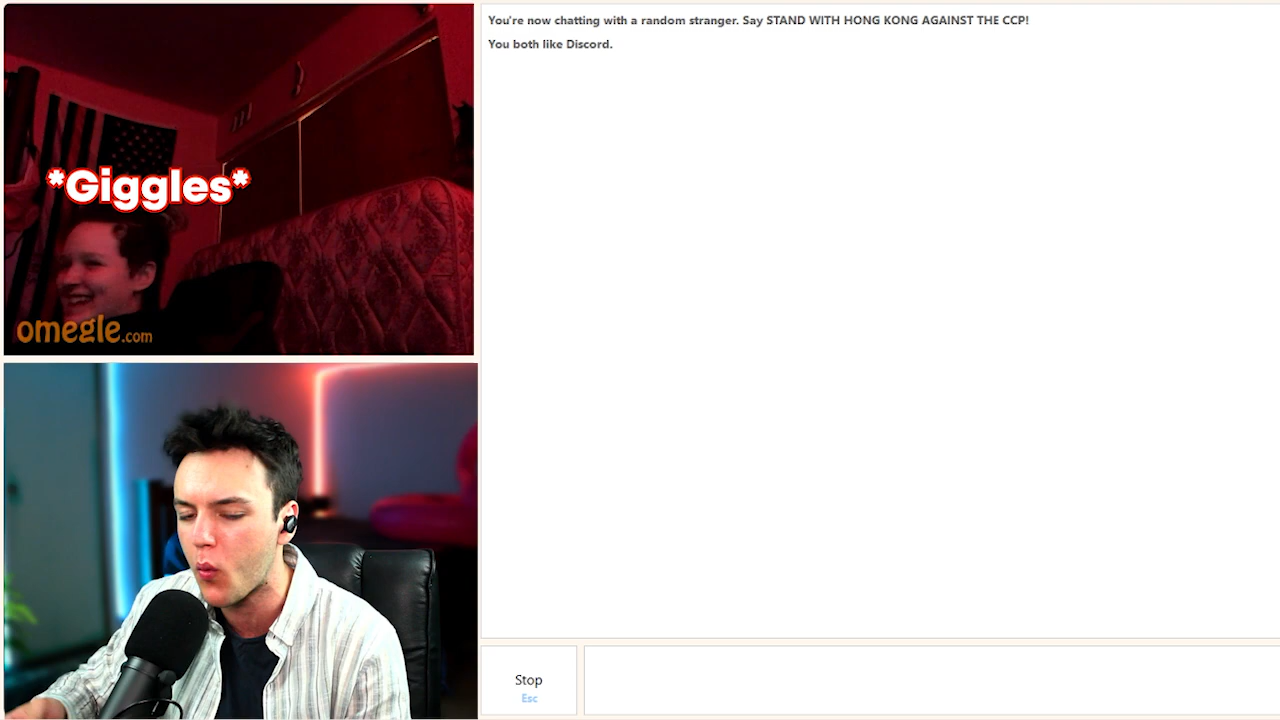 You're now chatting with a random stranger. Say STAND WITH HONG KONG AGAINST THE CCP!
You both like Discord.
*Giggles*
omegle.com
Stop
Esc